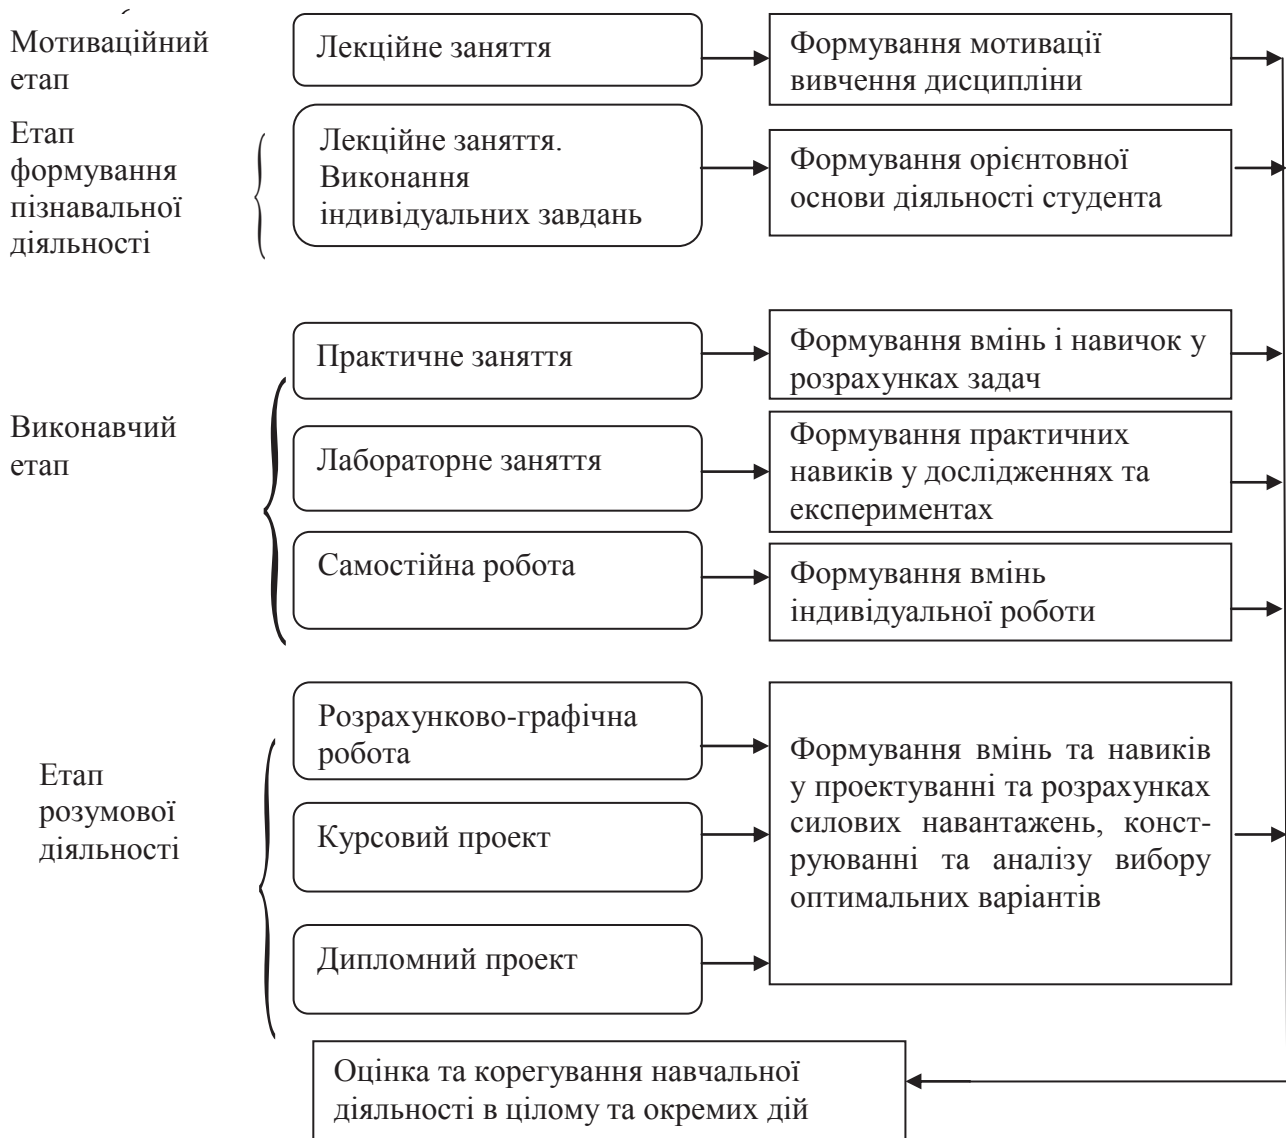 Мотиваційний
етап
Лекційне заняття
Формування мотивації
вивчення дисципліни
Етап
формування
пізнавальної
діяльності
Лекційне заняття.
Виконання
індивідуальних завдань
Формування орієнтовної
основи діяльності студента
Виконавчий
етап
Практичне заняття
Формування вмінь і навичок у
розрахунках задач
Лабораторне заняття
Формування практичних
навиків у дослідженнях та
експериментах
Самостійна робота
Формування вмінь
індивідуальної роботи
Етап
розумової
діяльності
Розрахунково-графічна
робота
Курсовий проект
Дипломний проект
Формування вмінь та навиків
у проектуванні та розрахунках
силових навантажень, конст-
руюванні та аналізу вибору
оптимальних варіантів
Оцінка та корегування навчальної
діяльності в цілому та окремих дій